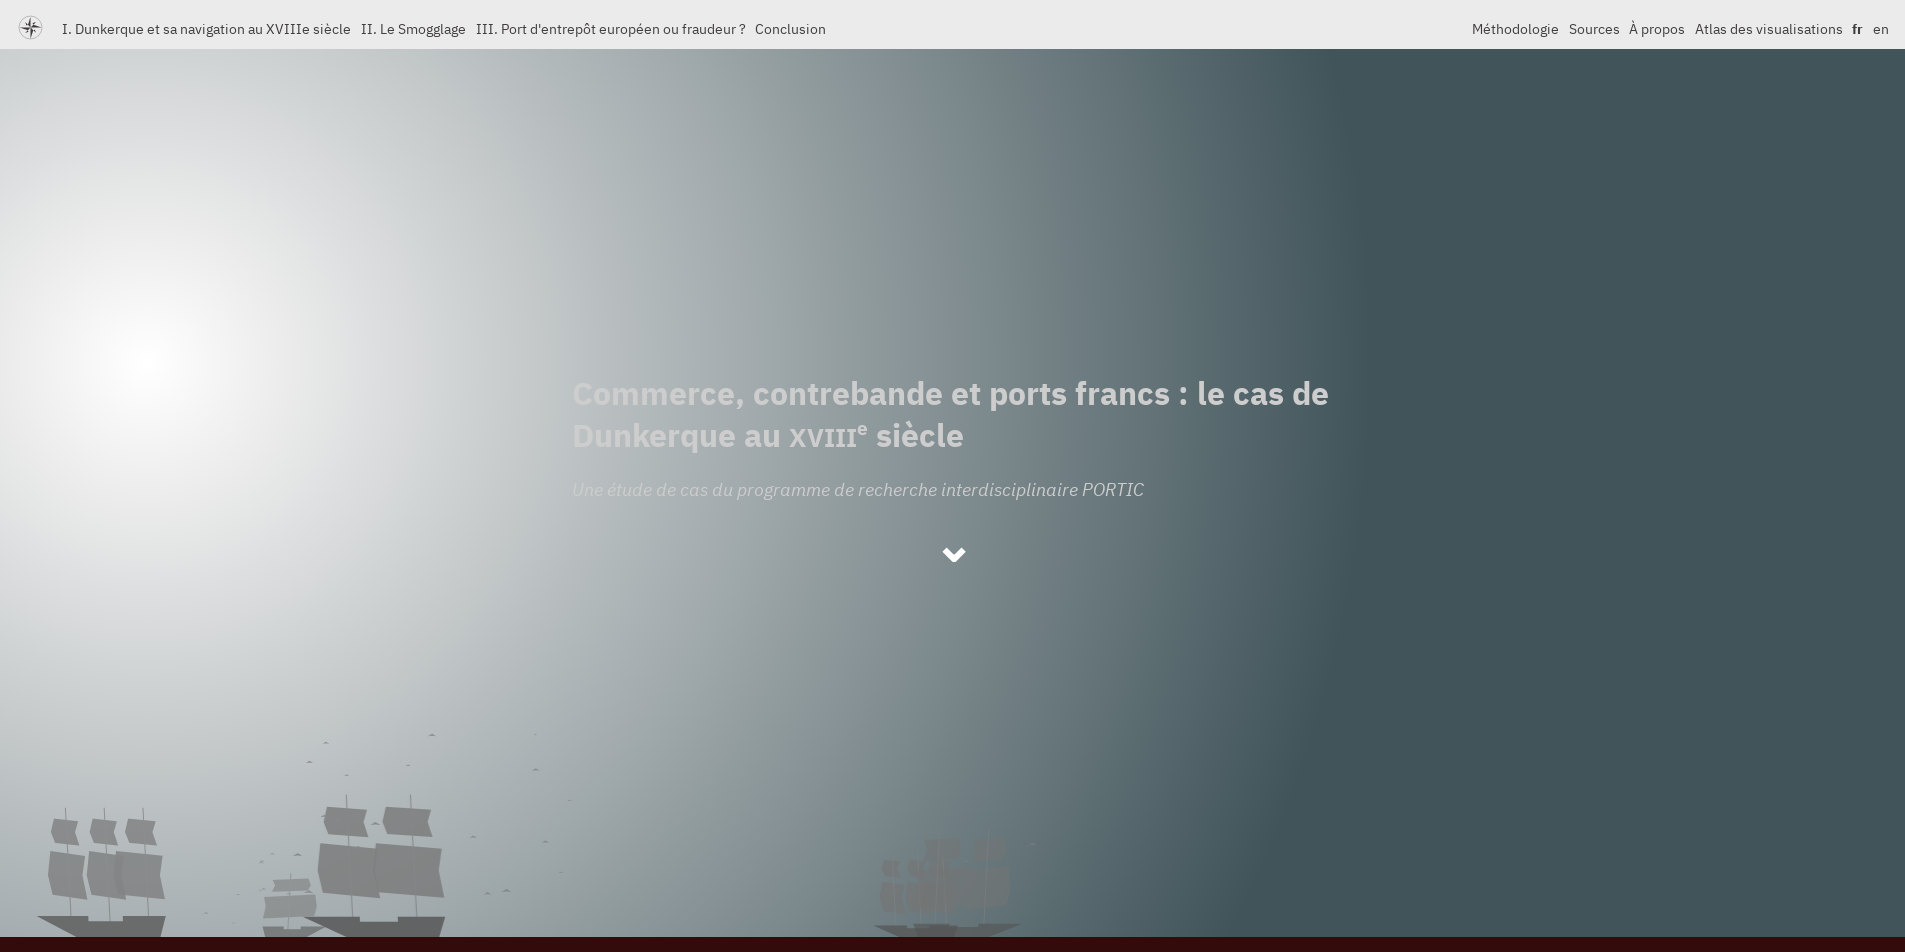 I. Dunkerque et sa navigation au XVIIIe siècle II. Le Smogglage III. Port d'entrepôt européen ou fraudeur ? Conclusion Méthodologie Sources À propos Atlas des visualisations fr en
Commerce, contrebande et ports francs : le cas de
Dunkerque au XVIIIe siècle
Une étude de cas du programme de recherche interdisciplinaire PORTIC